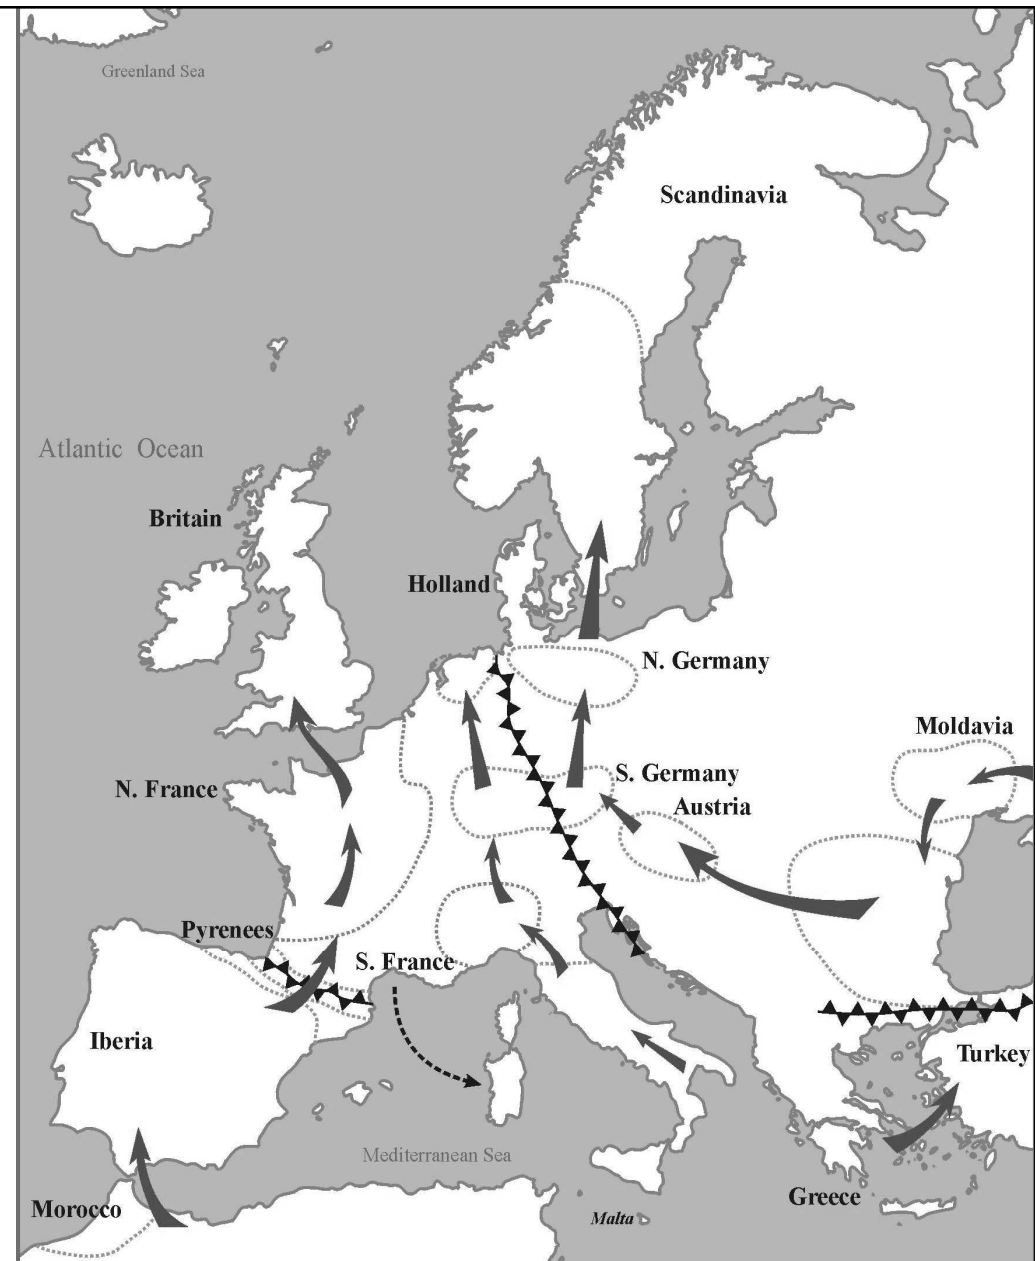 Greenland Sea
Scandinavia
Atlantic Ocean
Britain
Holland
N. Germany
Moldavia
S. Germany
N. France
Austria
Pyrenees
S. France
Iberia
Turkey
Mediterranean Sea
Greece
Morocco
Malta